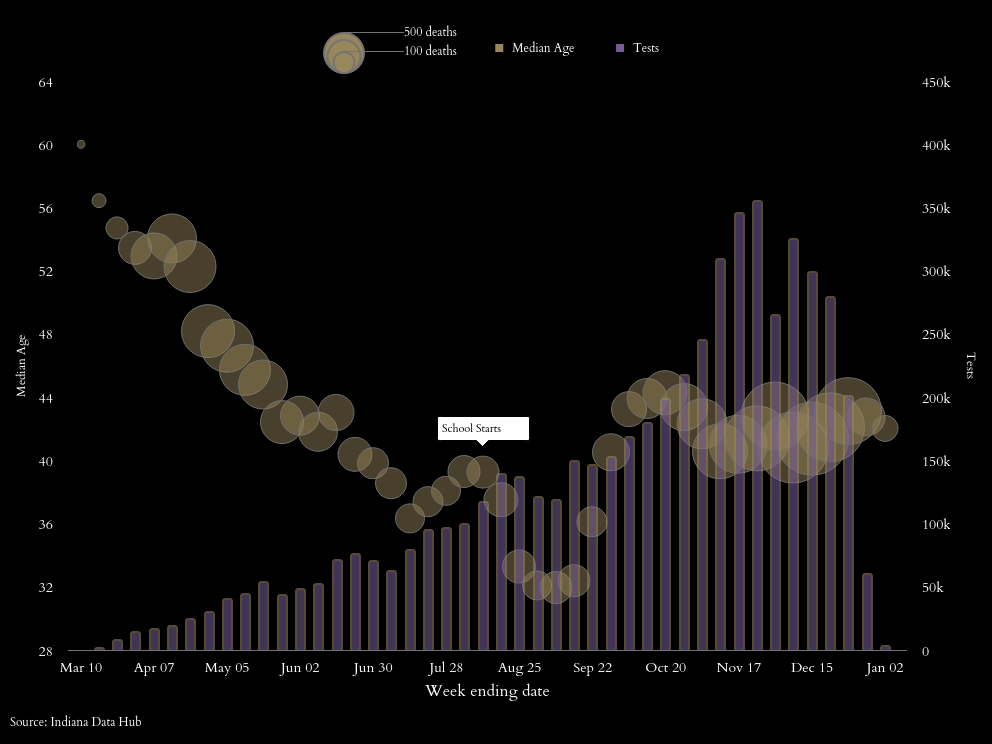 500 deaths
100 deaths
Median Age
Tests
64
60
56
52
48
44
40
36
32
28
Median Age
450k
400k
350k
300k
250k
200k
150k
100k
50k
0
Tests
School Starts
Mar 10
Apr 07
May 05
Jun 02
Jun 30
Jul 28
Aug 25
Sep 22
Oct 20
Nov 17
Dec 15
Jan 02
Week ending date
Source: Indiana Data Hub